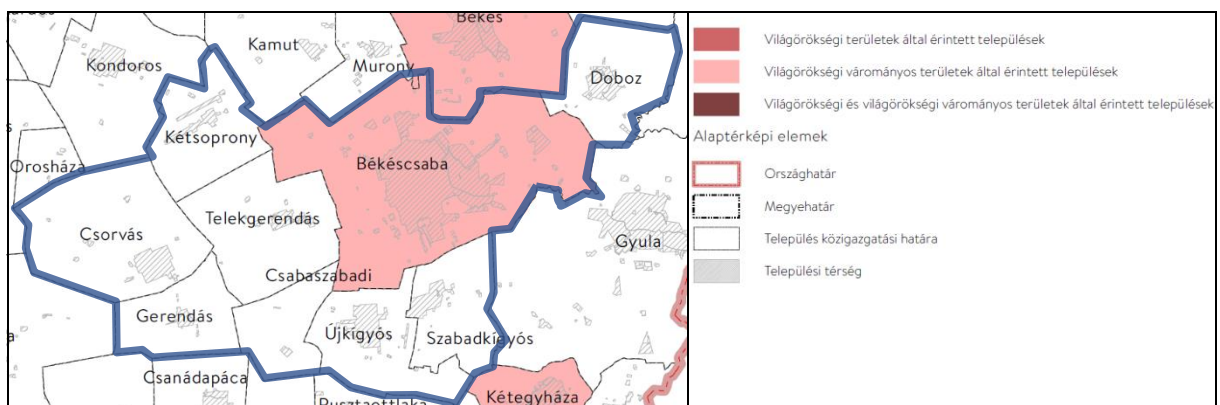 Békés
Kamut
Kondoros
Murony
Doboz
Kétsoprony
Orosháza
Békéscsaba
Telekgerendás
Csorvás
Gyula
Csabaszabadi
Gerendás
Újkígyós
Szabadkígyós
Csanádapáca
Kétegyháza
Pusztaottlaka
Világörökségi területek által érintett települések
Világörökségi várományos területek által érintett települések
Világörökségi és világörökségi várományos területek által érintett települések
Alaptérképi elemek
Országhatár
Megyehatár
Település közigazgatási határa
Települési térség